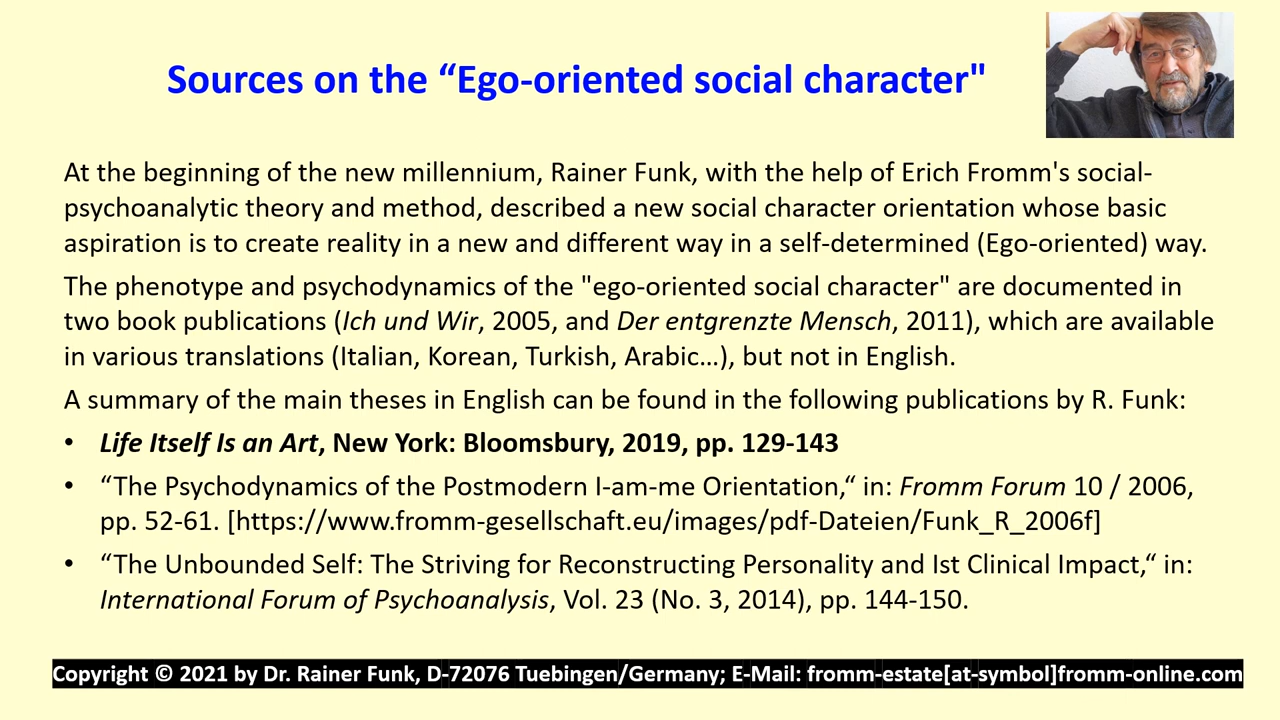 Sources on the “Ego-oriented social character"
At the beginning of the new millennium, Rainer Funk, with the help of Erich Fromm's social-
psychoanalytic theory and method, described a new social character orientation whose basic
aspiration is to create reality in a new and different way in a self-determined (Ego-oriented) way.
The phenotype and psychodynamics of the "ego-oriented social character" are documented in
two book publications (Ich und Wir, 2005, and Der entgrenzte Mensch, 2011), which are available
in various translations (Italian, Korean, Turkish, Arabic…), but not in English.
A summary of the main theses in English can be found in the following publications by R. Funk:
• Life Itself Is an Art, New York: Bloomsbury, 2019, pp. 129-143
• “The Psychodynamics of the Postmodern I-am-me Orientation,“ in: Fromm Forum 10 / 2006,
pp. 52-61. [https://www.fromm-gesellschaft.eu/images/pdf-Dateien/Funk_R_2006f]
• “The Unbounded Self: The Striving for Reconstructing Personality and Ist Clinical Impact,“ in:
International Forum of Psychoanalysis, Vol. 23 (No. 3, 2014), pp. 144-150.
Copyright © 2021 by Dr. Rainer Funk, D-72076 Tuebingen/Germany; E-Mail: fromm-estate[at-symbol]fromm-online.com